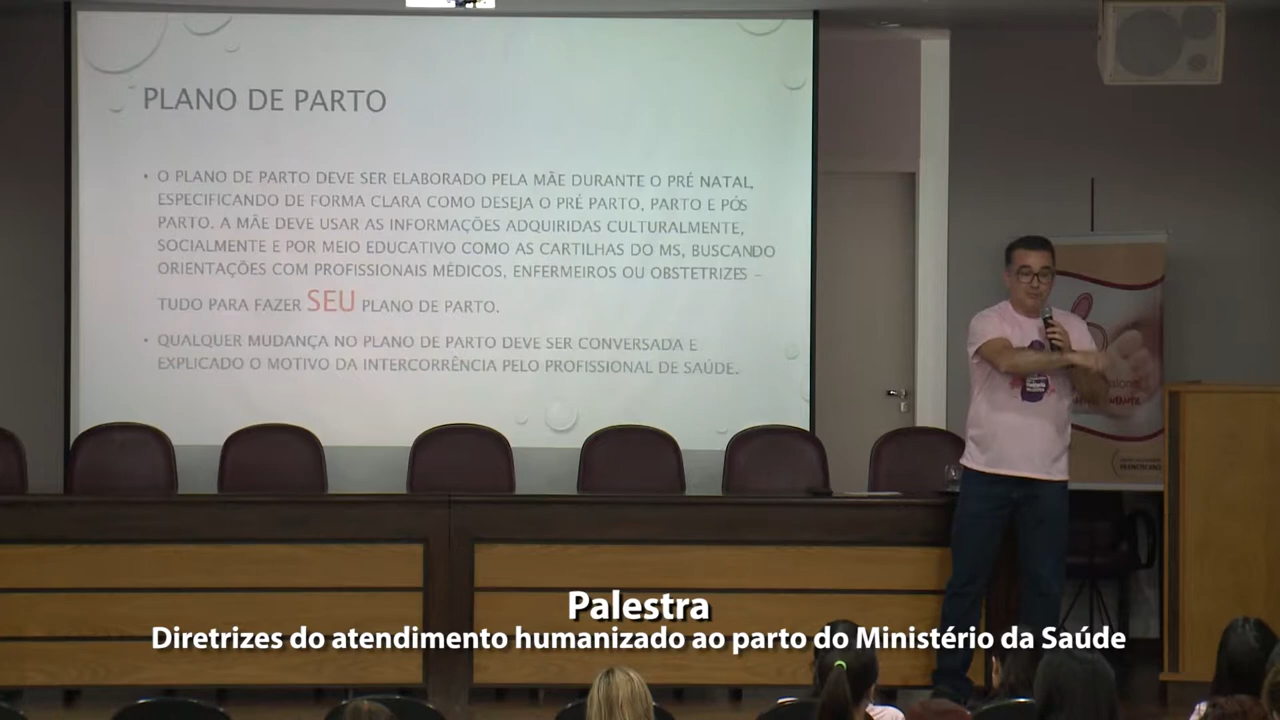 PLANO DE PARTO
• O PLANO DE PARTO DEVE SER ELABORADO PELA MÃE DURANTE O PRÉ NATAL,
ESPECIFICANDO DE FORMA CLARA COMO DESEJA O PRÉ PARTO, PARTO E PÓS
PARTO. A MÃE DEVE USAR AS INFORMAÇÕES ADQUIRIDAS CULTURALMENTE,
SOCIALMENTE E POR MEIO EDUCATIVO COMO AS CARTILHAS DO MS, BUSCANDO
ORIENTAÇÕES COM PROFISSIONAIS MÉDICOS, ENFERMEIROS OU OBSTETRIZES –
TUDO PARA FAZER SEU PLANO DE PARTO.
• QUALQUER MUDANÇA NO PLANO DE PARTO DEVE SER CONVERSADA E
EXPLICADO O MOTIVO DA INTERCORRÊNCIA PELO PROFISSIONAL DE SAÚDE.
Palestra
Diretrizes do atendimento humanizado ao parto do Ministério da Saúde